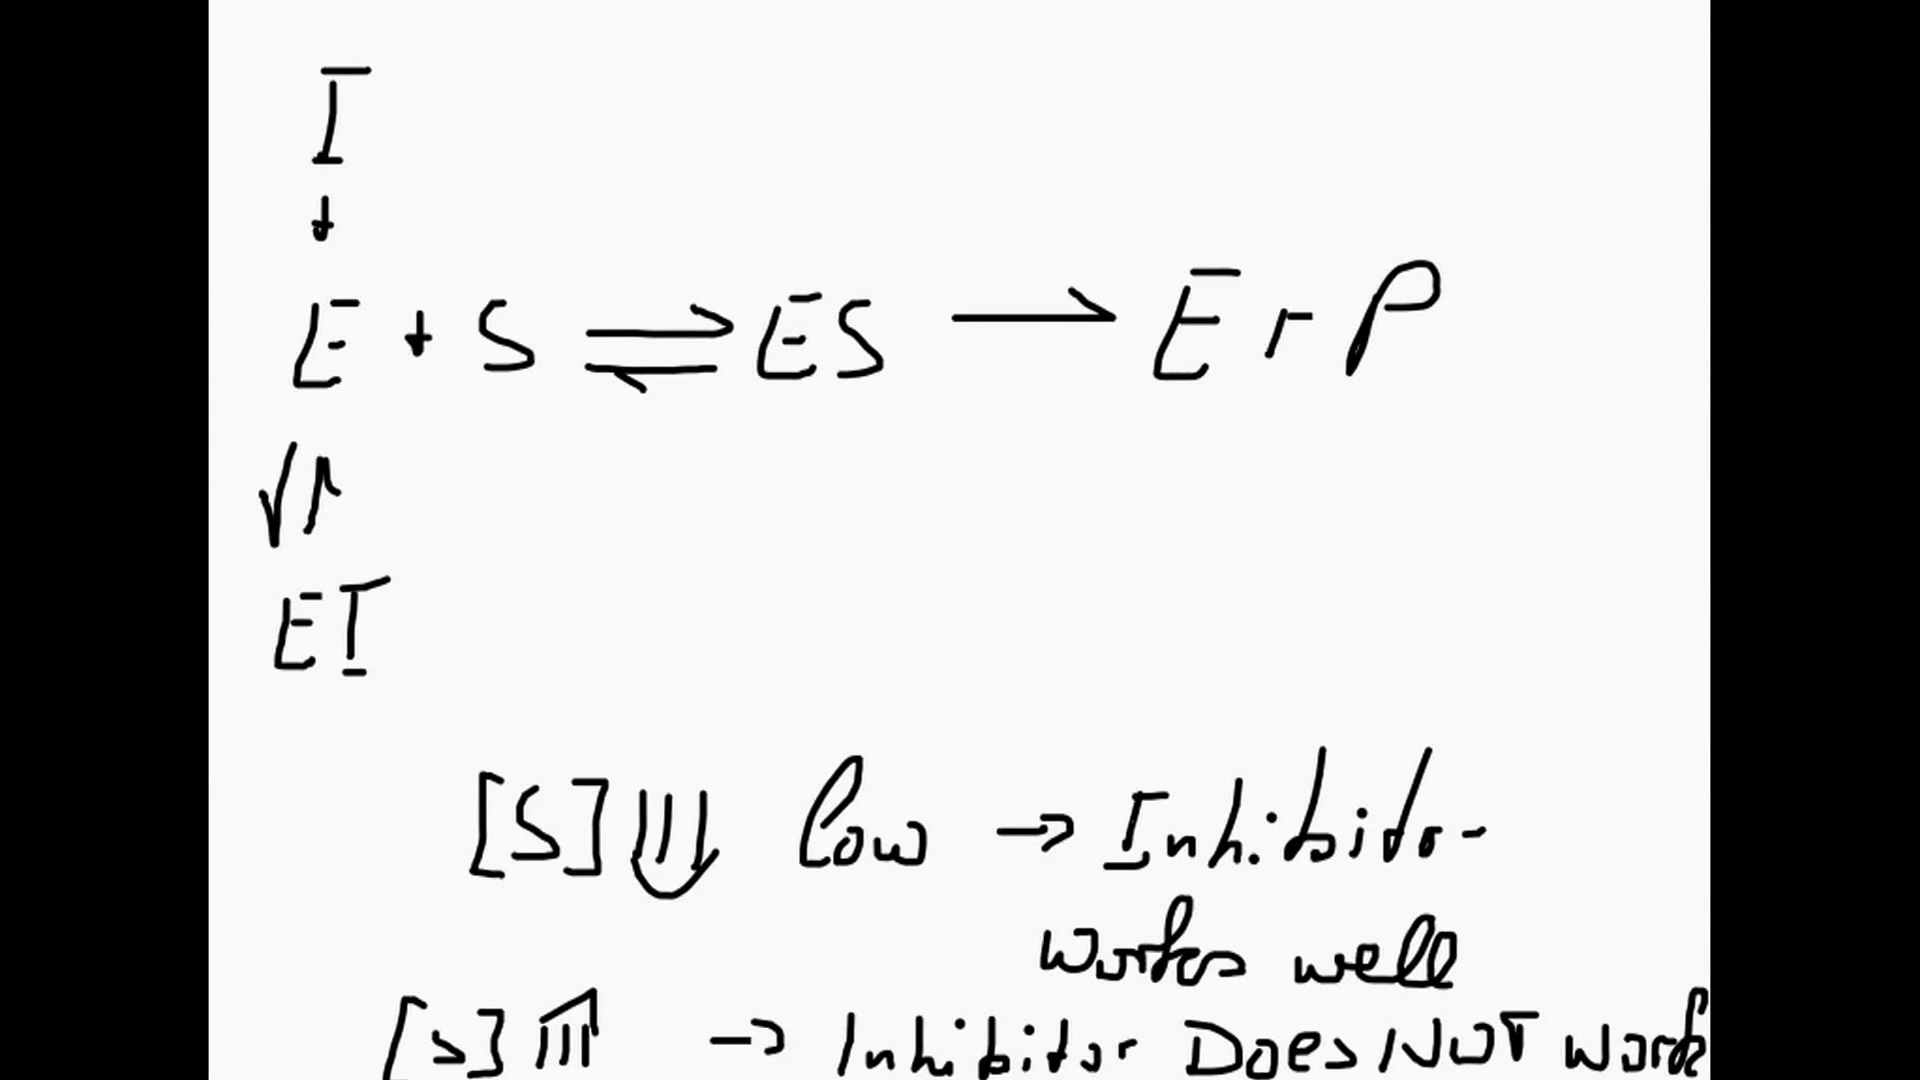 I
+
E + S ⇌ ES ⟶ E + P
↓↑
EI
[S] ⇓ low → Inhibitor
works well
[S] ⇑ → Inhibitor Does NOT work